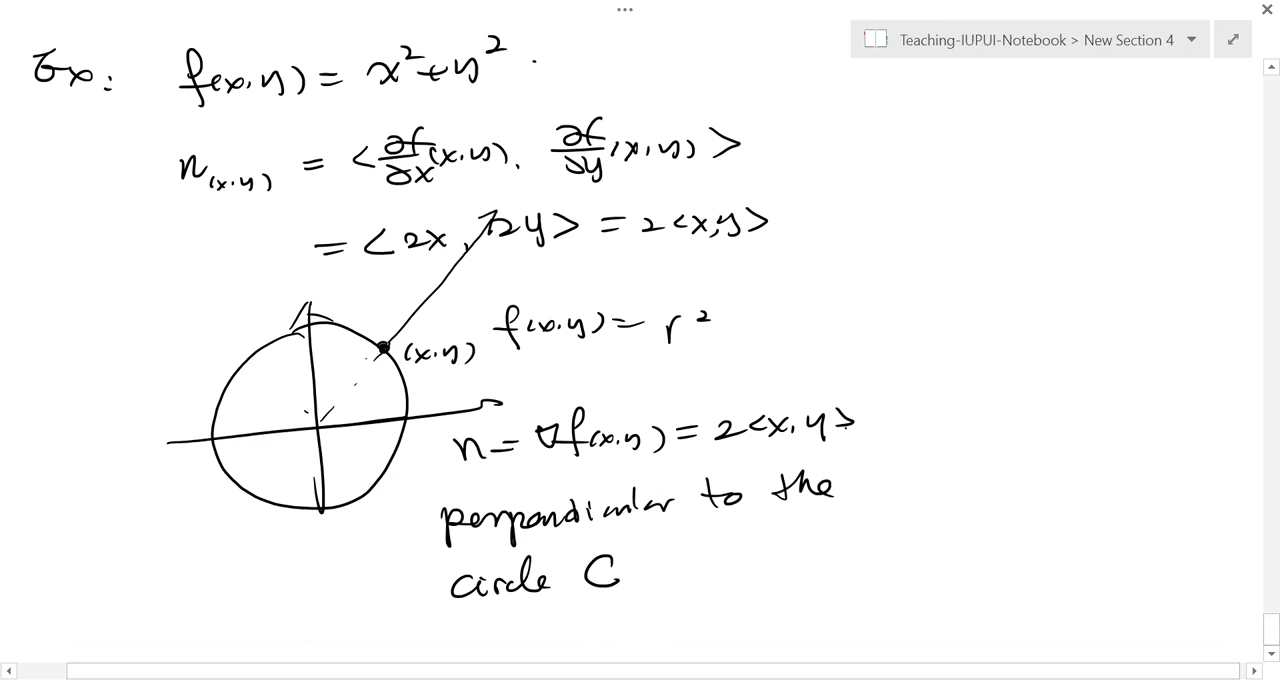 ...
Teaching-IUPUI-Notebook > New Section 4
Ex: f(x,y) = x² + y².
n(x,y) = <∂f/∂x(x,y), ∂f/∂y(x,y)>
= <2x, 2y> = 2<x,y>
(x,y)
f(x,y) = r²
n = ∇f(x,y) = 2<x,y>
perpendicular to the
circle C